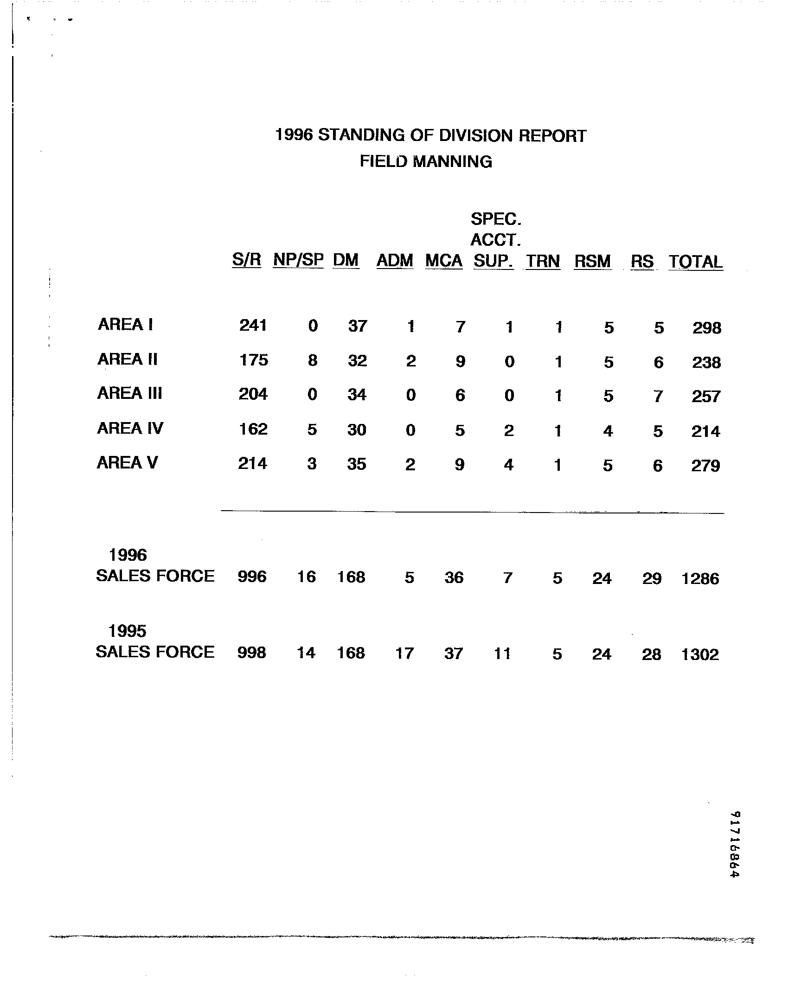 1996 STANDING OF DIVISION REPORT
FIELD MANNING
SPEC.
ACCT.
S/R NP/SP DM ADM MCA SUP. TRN RSM RS TOTAL
AREA I 241 0 37 1 7 1 1 5 5 298
AREA II 175 8 32 2 9 0 1 5 6 238
AREA III 204 0 34 0 6 0 1 5 7 257
AREA IV 162 5 30 0 5 2 1 4 5 214
AREA V 214 3 35 2 9 4 1 5 6 279
1996
SALES FORCE 996 16 168 5 36 7 5 24 29 1286
1995
SALES FORCE 998 14 168 17 37 11 5 24 28 1302
91716864